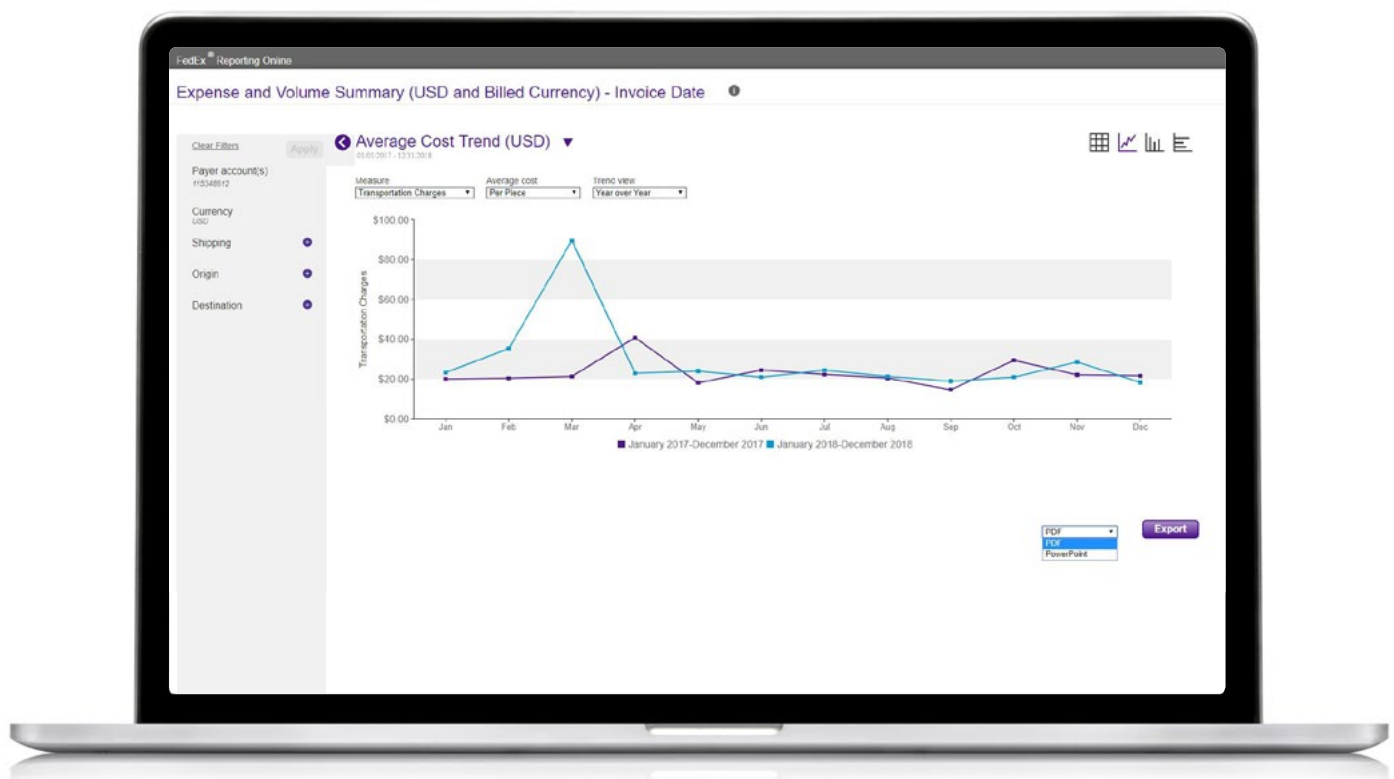 FedEx® Reporting Online
Expense and Volume Summary (USD and Billed Currency) - Invoice Date
Clear Filters
Apply
Payer account(s)
Currency
USD
Shipping
Origin
Destination
Average Cost Trend (USD)
Measure
Average cost
Trend view
Transportation Charges
Per Piece
Year over Year
Transportation Charges
$100.00
$80.00
$60.00
$40.00
$20.00
$0.00
Jan Feb Mar Apr May Jun Jul Aug Sep Oct Nov Dec
January 2017-December 2017 January 2018-December 2018
PDF
PDF
PowerPoint
Export